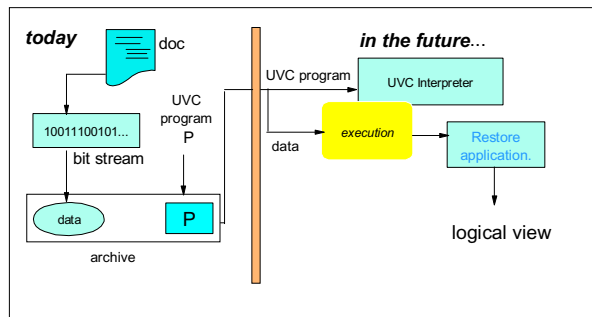 today
doc
10011100101...
bit stream
UVC
program
P
data
P
archive
in the future...
UVC program
UVC Interpreter
execution
data
Restore
application.
logical view